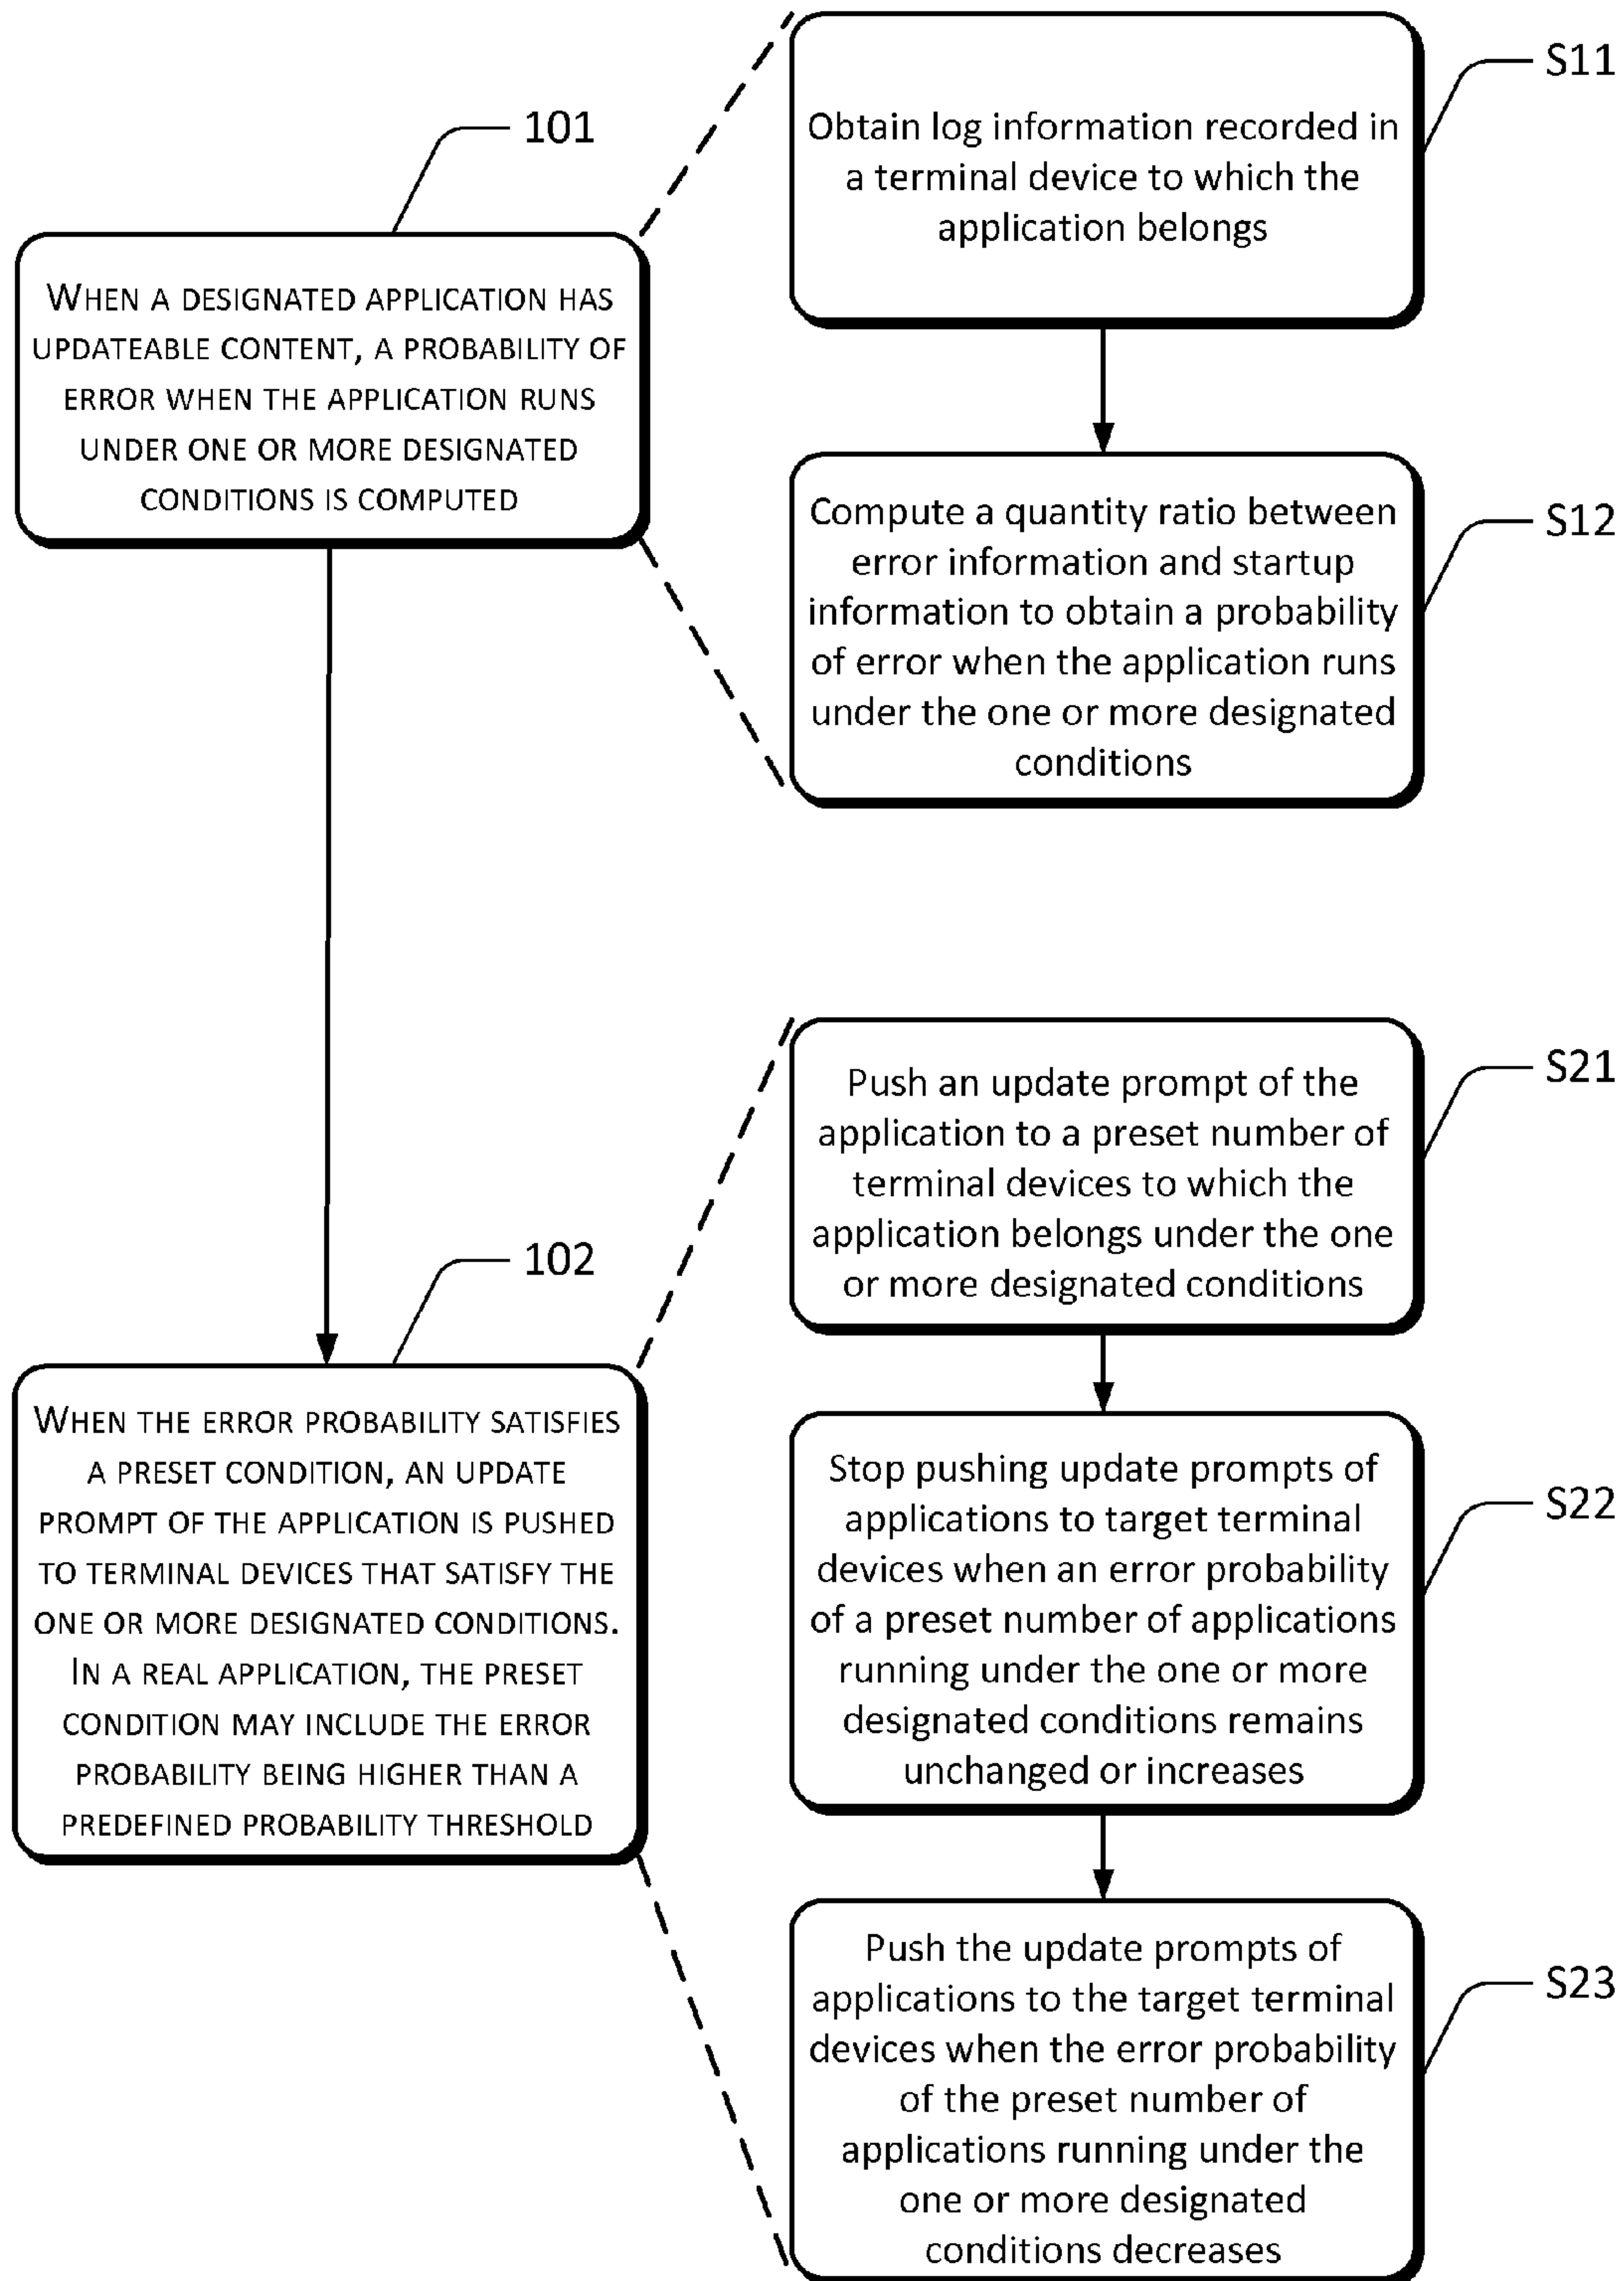 101
WHEN A DESIGNATED APPLICATION HAS
UPDATEABLE CONTENT, A PROBABILITY OF
ERROR WHEN THE APPLICATION RUNS
UNDER ONE OR MORE DESIGNATED
CONDITIONS IS COMPUTED
S11
Obtain log information recorded in
a terminal device to which the
application belongs
S12
Compute a quantity ratio between
error information and startup
information to obtain a probability
of error when the application runs
under the one or more designated
conditions
102
WHEN THE ERROR PROBABILITY SATISFIES
A PRESET CONDITION, AN UPDATE
PROMPT OF THE APPLICATION IS PUSHED
TO TERMINAL DEVICES THAT SATISFY THE
ONE OR MORE DESIGNATED CONDITIONS.
IN A REAL APPLICATION, THE PRESET
CONDITION MAY INCLUDE THE ERROR
PROBABILITY BEING HIGHER THAN A
PREDEFINED PROBABILITY THRESHOLD
S21
Push an update prompt of the
application to a preset number of
terminal devices to which the
application belongs under the one
or more designated conditions
S22
Stop pushing update prompts of
applications to target terminal
devices when an error probability
of a preset number of applications
running under the one or more
designated conditions remains
unchanged or increases
S23
Push the update prompts of
applications to the target terminal
devices when the error probability
of the preset number of
applications running under the
one or more designated
conditions decreases